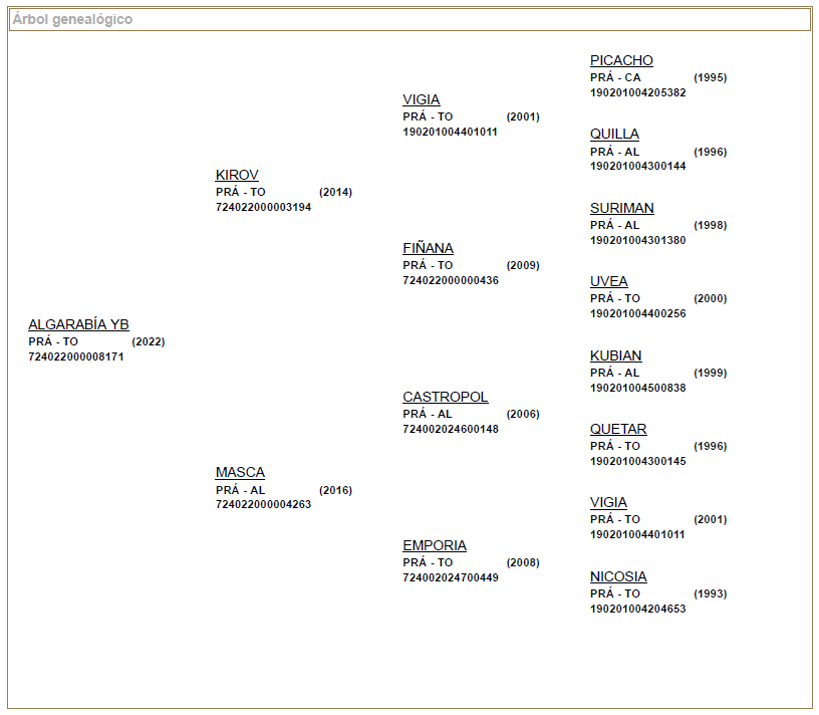 Árbol genealógico
PICACHO
PRÁ - CA (1995)
190201004205382
VIGIA
PRÁ - TO (2001)
190201004401011
QUILLA
PRÁ - AL (1996)
190201004300144
KIROV
PRÁ - TO (2014)
724022000003194
SURIMAN
PRÁ - AL (1998)
190201004301380
FIÑANA
PRÁ - TO (2009)
724022000000436
UVEA
PRÁ - TO (2000)
190201004400256
ALGARABÍA YB
PRÁ - TO (2022)
724022000008171
KUBIAN
PRÁ - AL (1999)
190201004500838
CASTROPOL
PRÁ - AL (2006)
724002024600148
QUETAR
PRÁ - TO (1996)
190201004300145
MASCA
PRÁ - AL (2016)
724022000004263
VIGIA
PRÁ - TO (2001)
190201004401011
EMPORIA
PRÁ - TO (2008)
724002024700449
NICOSIA
PRÁ - TO (1993)
190201004204653